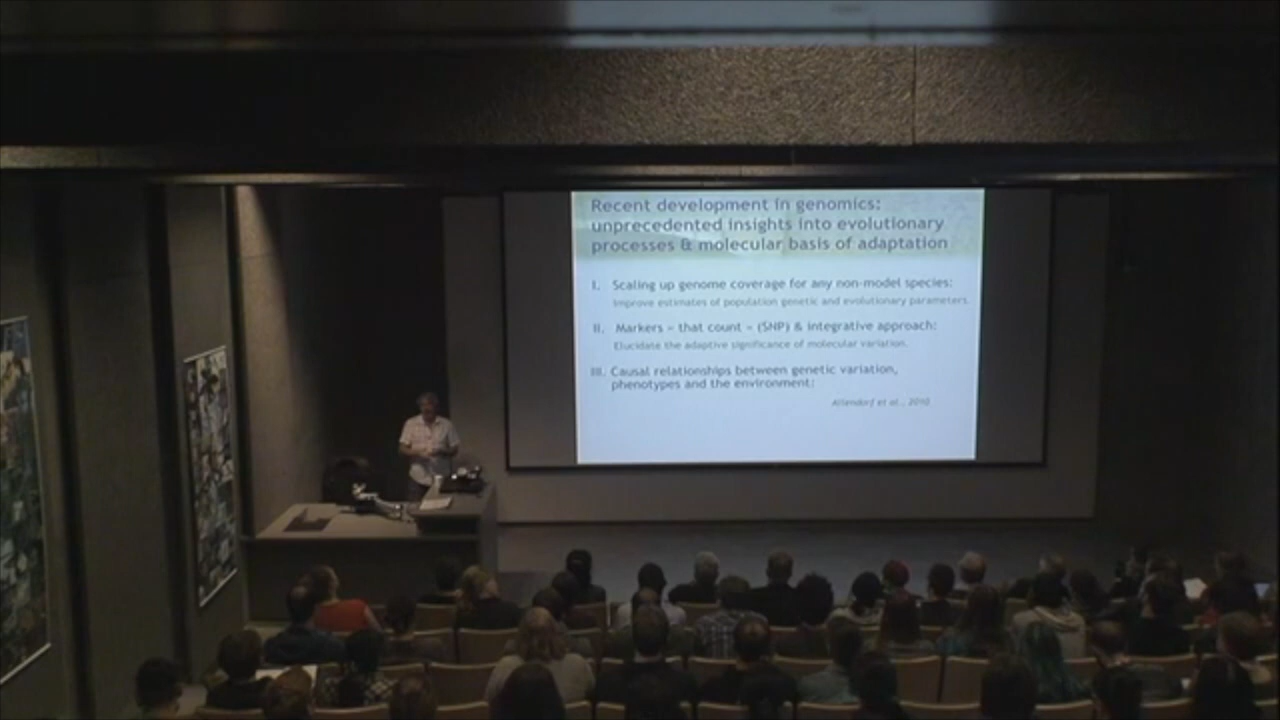 Recent development in genomics:
unprecedented insights into evolutionary
processes & molecular basis of adaptation
I. Scaling up genome coverage for any non-model species:
Improve estimates of population genetic and evolutionary parameters.
II. Markers – that count – (SNP) & integrative approach:
Elucidate the adaptive significance of molecular variation.
III. Causal relationships between genetic variation,
phenotypes and the environment:
Allendorf et al., 2010